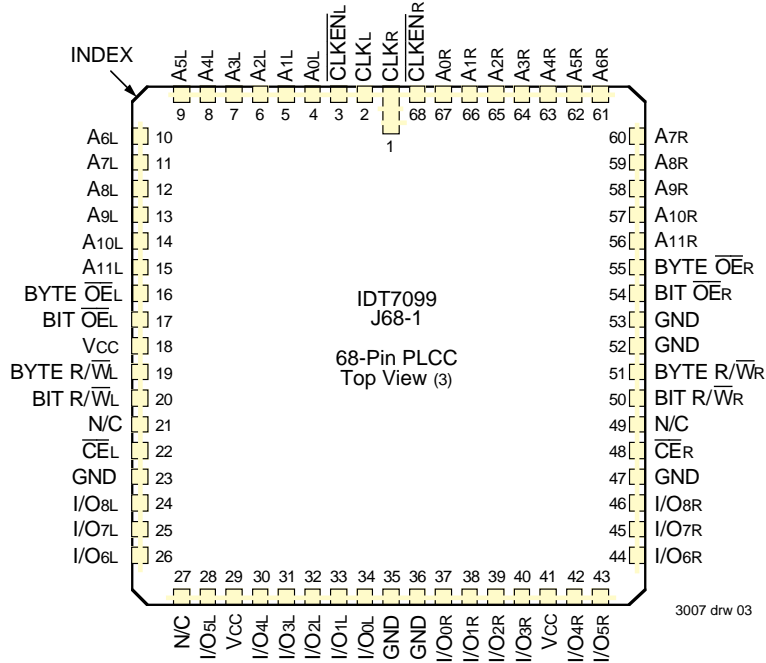 INDEX
A5L A4L A3L A2L A1L A0L CLKENL CLKL CLKR CLKENR A0R A1R A2R A3R A4R A5R A6R
9 8 7 6 5 4 3 2 1 68 67 66 65 64 63 62 61
A6L 10
A7L 11
A8L 12
A9L 13
A10L 14
A11L 15
BYTE OEL 16
BIT OEL 17
VCC 18
BYTE R/WL 19
BIT R/WL 20
N/C 21
CEL 22
GND 23
I/O8L 24
I/O7L 25
I/O6L 26
IDT7099
J68-1
68-Pin PLCC
Top View (3)
60 A7R
59 A8R
58 A9R
57 A10R
56 A11R
55 BYTE OER
54 BIT OER
53 GND
52 GND
51 BYTE R/WR
50 BIT R/WR
49 N/C
48 CER
47 GND
46 I/O8R
45 I/O7R
44 I/O6R
27 28 29 30 31 32 33 34 35 36 37 38 39 40 41 42 43
N/C I/O5L VCC I/O4L I/O3L I/O2L I/O1L I/O0L GND GND I/O0R I/O1R I/O2R I/O3R VCC I/O4R I/O5R
3007 drw 03